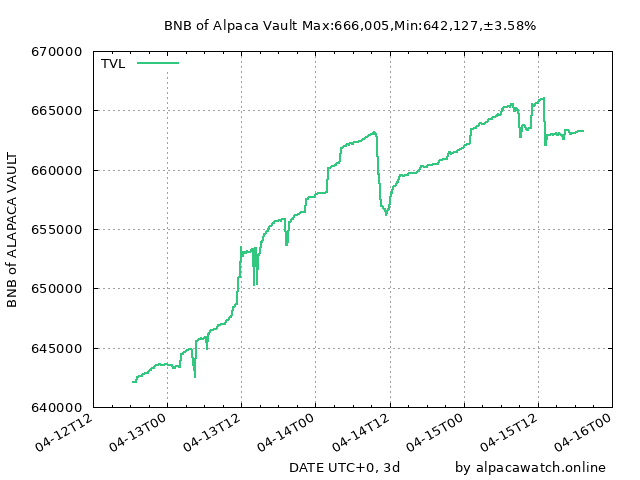 BNB of Alpaca Vault Max:666,005,Min:642,127,±3.58%
670000
TVL
665000
660000
655000
650000
645000
640000
BNB of ALAPACA VAULT
04-12T12
04-13T00
04-13T12
04-14T00
04-14T12
04-15T00
04-15T12
04-16T00
DATE UTC+0, 3d
by alpacawatch.online